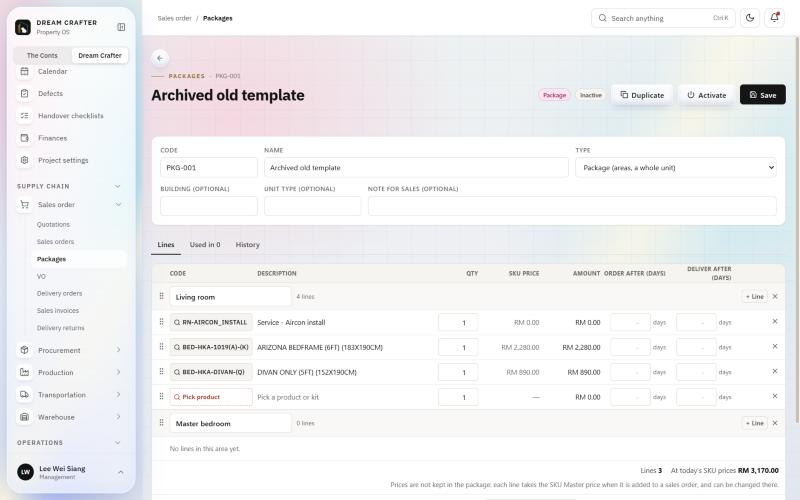 DREAM CRAFTER
Property OS
The Conts
Dream Crafter
Calendar
Defects
Handover checklists
Finances
Project settings
SUPPLY CHAIN
Sales order
Quotations
Sales orders
Packages
VO
Delivery orders
Sales invoices
Delivery returns
Procurement
Production
Transportation
Warehouse
OPERATIONS
LW
Lee Wei Siang
Management
Sales order / Packages
Search anything
Ctrl K
PACKAGES · PKG-001
Archived old template
Package
Inactive
Duplicate
Activate
Save
CODE
NAME
TYPE
PKG-001
Archived old template
Package (areas, a whole unit)
BUILDING (OPTIONAL)
UNIT TYPE (OPTIONAL)
NOTE FOR SALES (OPTIONAL)
Lines
Used in 0
History
CODE DESCRIPTION QTY SKU PRICE AMOUNT ORDER AFTER (DAYS) DELIVER AFTER (DAYS)
Living room 4 lines + Line ×
RN-AIRCON_INSTALL Service - Aircon install 1 RM 0.00 RM 0.00 - days - days ×
BED-HKA-1019(A)-(K) ARIZONA BEDFRAME (6FT) (183X190CM) 1 RM 2,280.00 RM 2,280.00 - days - days ×
BED-HKA-DIVAN-(Q) DIVAN ONLY (5FT) (152X190CM) 1 RM 890.00 RM 890.00 - days - days ×
Pick product Pick a product or kit 1 — RM 0.00 - days - days ×
Master bedroom 0 lines + Line ×
No lines in this area yet.
Lines 3 At today's SKU prices RM 3,170.00
Prices are not kept in the package: each line takes the SKU Master price when it is added to a sales order, and can be changed there.